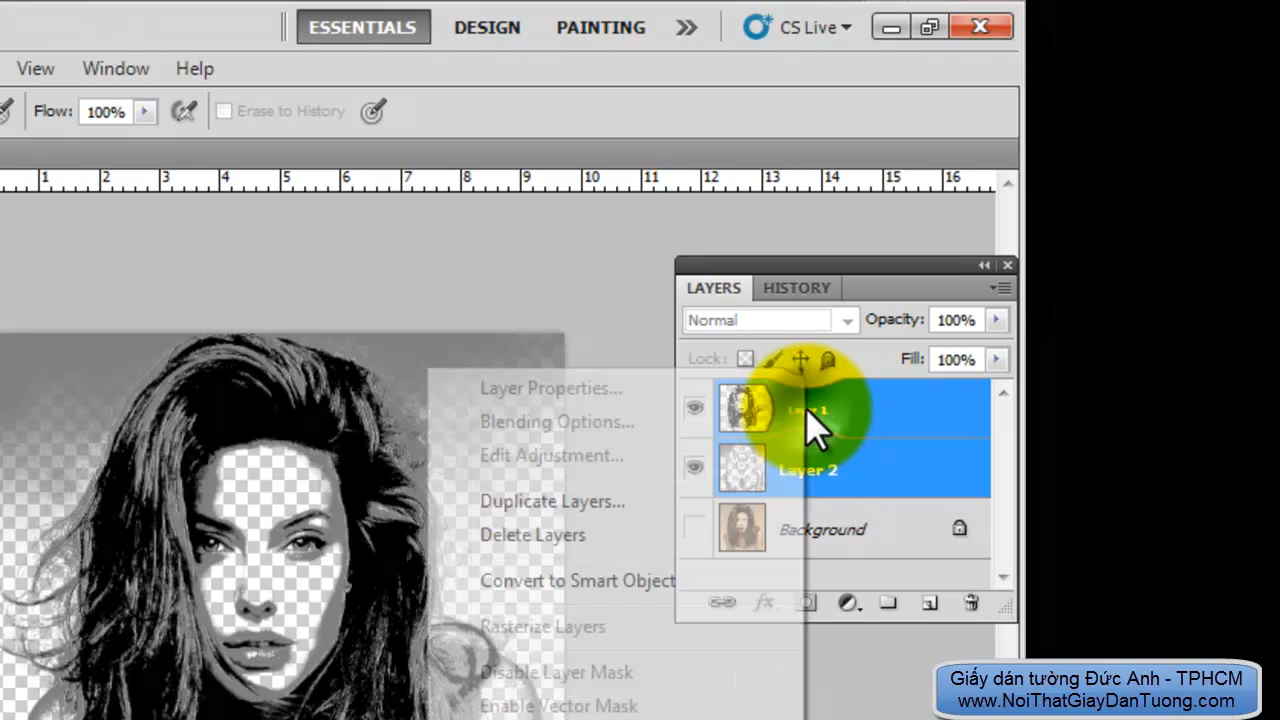 ESSENTIALS DESIGN PAINTING CS Live
View Window Help
Flow: 100% Erase to History
1 2 3 4 5 6 7 8 9 10 11 12 13 14 15 16
LAYERS HISTORY
Normal Opacity: 100%
Lock: Fill: 100%
Layer 1
Layer 2
Background
fx
Layer Properties...
Blending Options...
Edit Adjustment...
Duplicate Layers...
Delete Layers
Convert to Smart Object
Rasterize Layers
Disable Layer Mask
Enable Vector Mask
Giấy dán tường Đức Anh - TPHCM
www.NoiThatGiayDanTuong.com